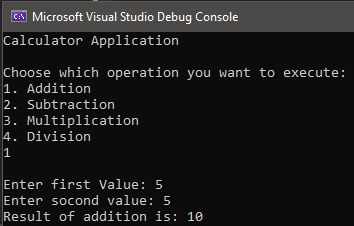 Microsoft Visual Studio Debug Console
Calculator Application
Choose which operation you want to execute:
1. Addition
2. Subtraction
3. Multiplication
4. Division
1
Enter first Value: 5
Enter socond value: 5
Result of addition is: 10